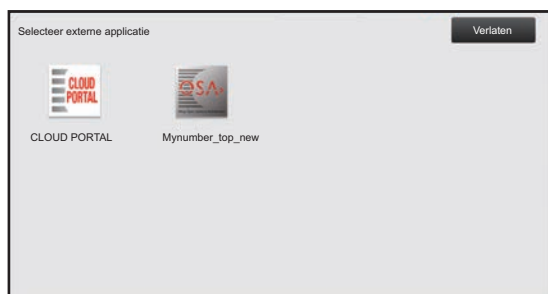 Selecteer externe applicatie
Verlaten
CLOUD
PORTAL
OSA
CLOUD PORTAL
Mynumber_top_new